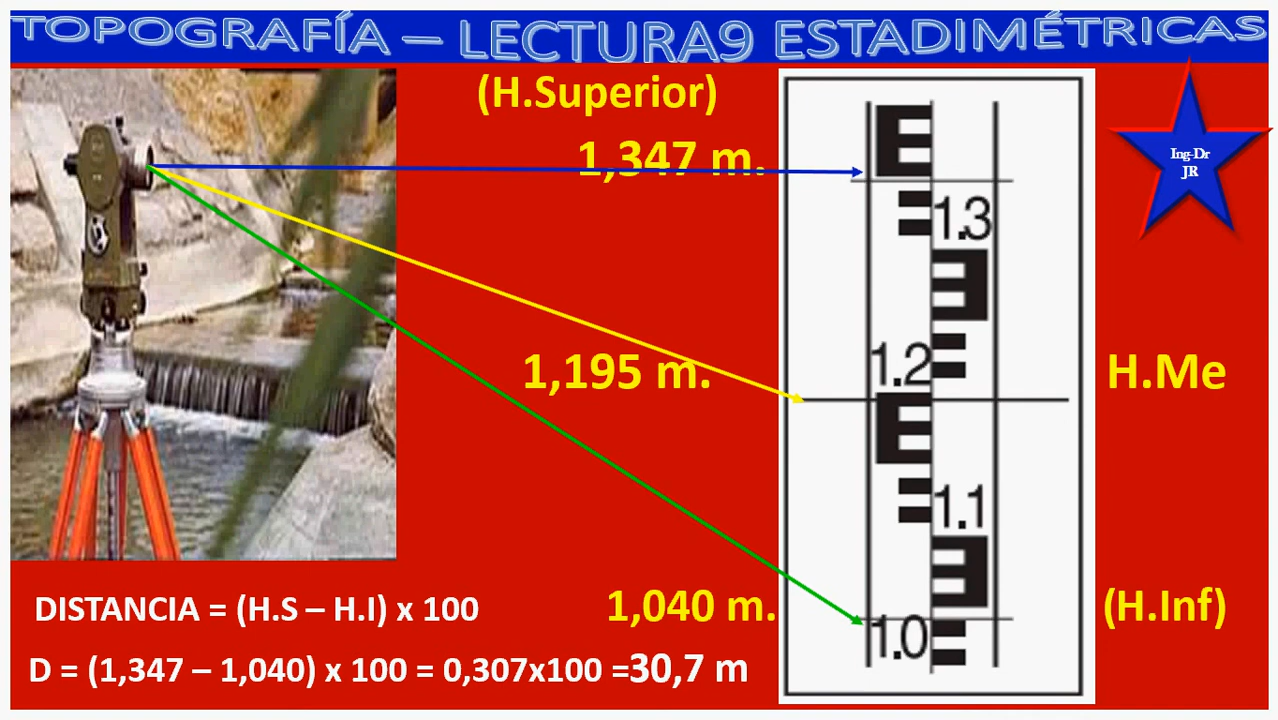 TOPOGRAFÍA – LECTURA9 ESTADIMÉTRICAS
(H.Superior)
1,347 m.
Ing-Dr
JR
1.3
1,195 m.
1.2
H.Me
1.1
1,040 m.
1.0
(H.Inf)
DISTANCIA = (H.S – H.I) x 100
D = (1,347 – 1,040) x 100 = 0,307x100 =30,7 m